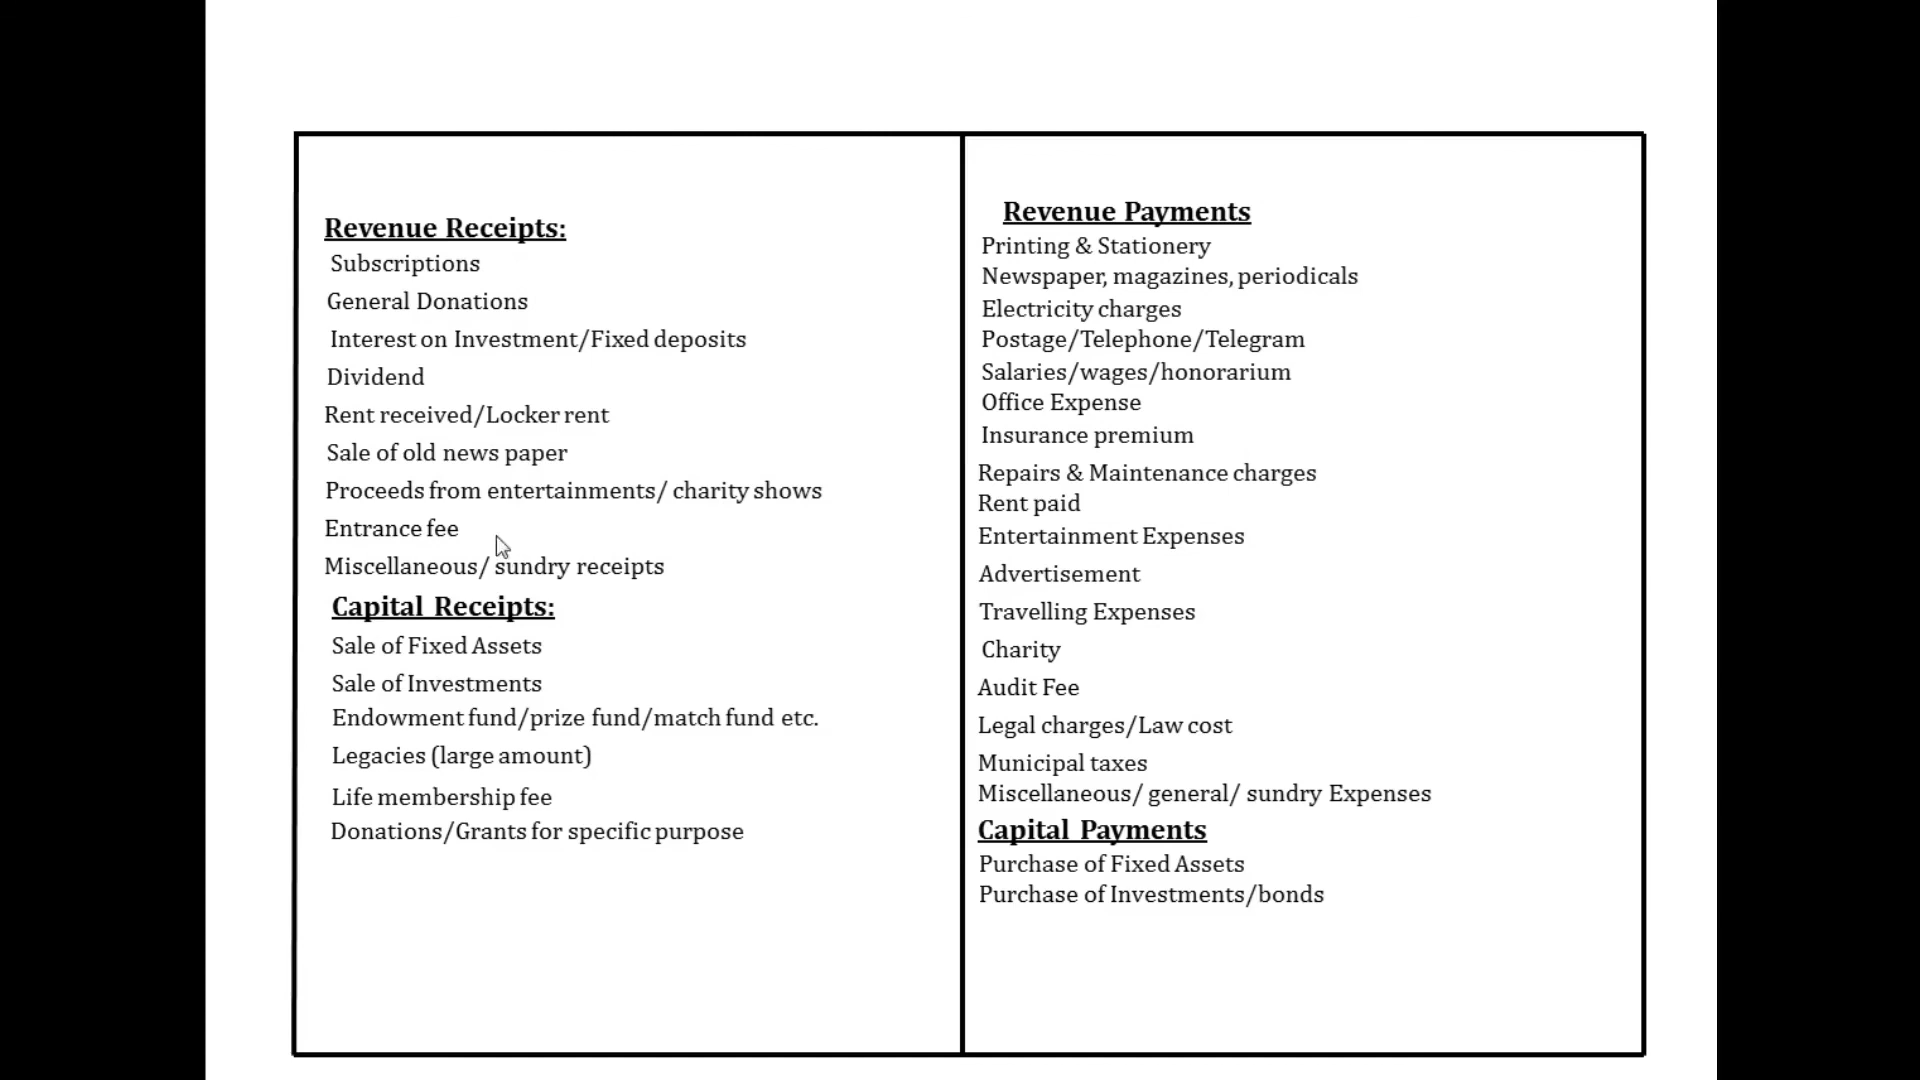 Revenue Receipts:
Subscriptions
General Donations
Interest on Investment/Fixed deposits
Dividend
Rent received/Locker rent
Sale of old news paper
Proceeds from entertainments/ charity shows
Entrance fee
Miscellaneous/ sundry receipts
Capital Receipts:
Sale of Fixed Assets
Sale of Investments
Endowment fund/prize fund/match fund etc.
Legacies (large amount)
Life membership fee
Donations/Grants for specific purpose
Revenue Payments
Printing & Stationery
Newspaper, magazines, periodicals
Electricity charges
Postage/Telephone/Telegram
Salaries/wages/honorarium
Office Expense
Insurance premium
Repairs & Maintenance charges
Rent paid
Entertainment Expenses
Advertisement
Travelling Expenses
Charity
Audit Fee
Legal charges/Law cost
Municipal taxes
Miscellaneous/ general/ sundry Expenses
Capital Payments
Purchase of Fixed Assets
Purchase of Investments/bonds